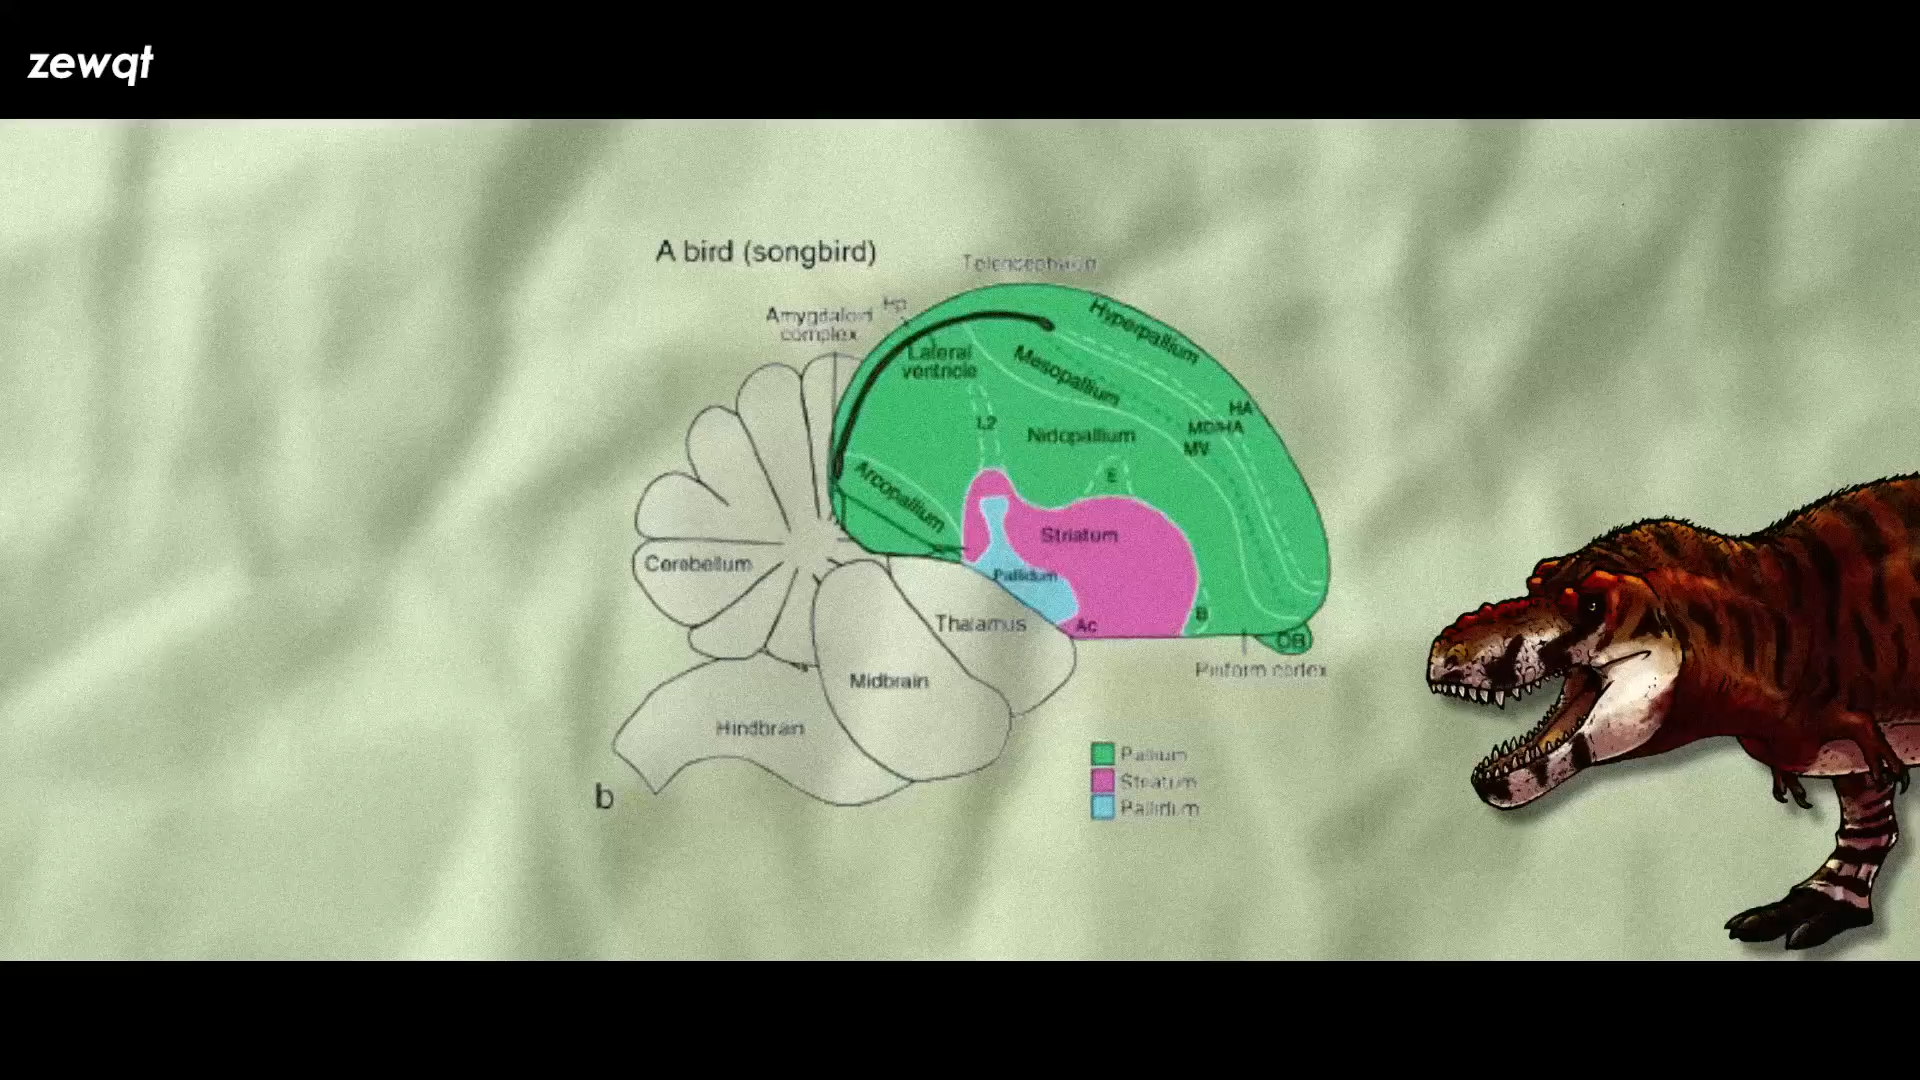 zewqt
A bird (songbird)
Telencephalon
Hp
Amygdaloid
complex
Hyperpallium
Lateral
ventricle
Mesopallium
HA
L2
MD/HA
Nidopallium
MV
E
Arcopallium
Striatum
Cerebellum
Pallidum
B
Thalamus
Ac
OB
Piriform cortex
Midbrain
Hindbrain
Pallium
Striatum
Pallidum
b